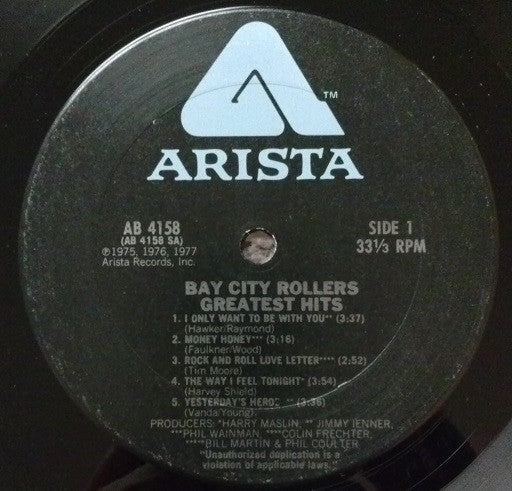 TM
ARISTA
AB 4158
(AB 4158 SA)
℗1975, 1976, 1977
Arista Records, Inc.
SIDE 1
33⅓ RPM
BAY CITY ROLLERS
GREATEST HITS
1. I ONLY WANT TO BE WITH YOU** (3:37)
(Hawker/Raymond)
2. MONEY HONEY*** (3:16)
(Faulkner/Wood)
3. ROCK AND ROLL LOVE LETTER**** (2:52)
(Tim Moore)
4. THE WAY I FEEL TONIGHT* (3:54)
(Harvey Shield)
5. YESTERDAY'S (3:36)
(Vanda/Young)
PRODUCERS: *HARRY MASLIN, ** JIMMY IENNER,
***PHIL WAINMAN, ****COLIN FRECHTER,
*****BILL MARTIN & PHIL COULTER
"Unauthorized duplication is a
violation of applicable laws."